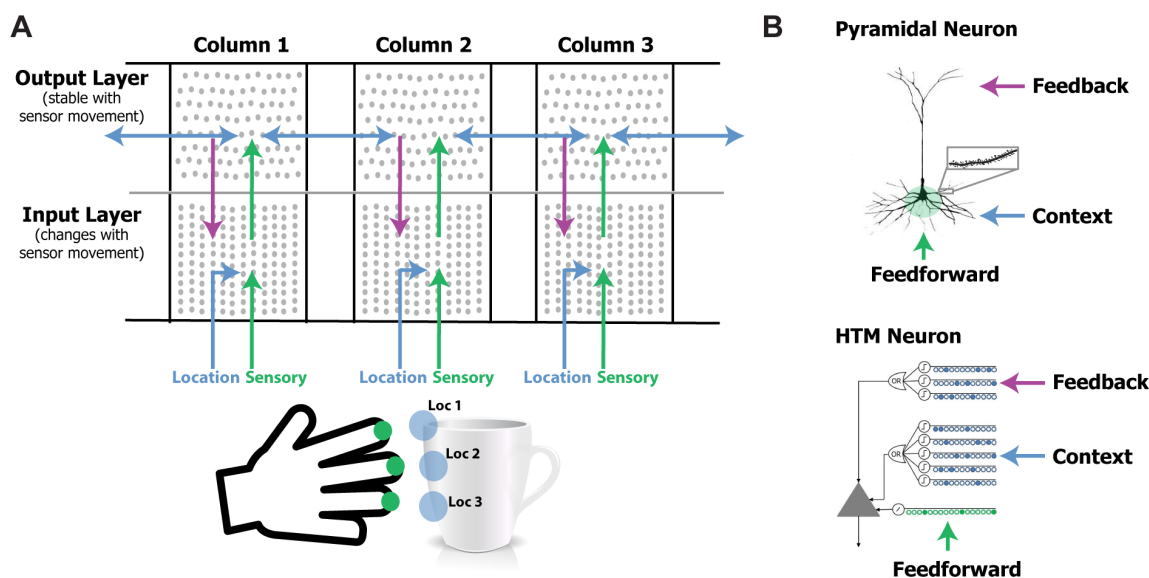 A
Column 1
Column 2
Column 3
Output Layer
(stable with
sensor movement)
Input Layer
(changes with
sensor movement)
Location Sensory
Location Sensory
Location Sensory
Loc 1
Loc 2
Loc 3
B
Pyramidal Neuron
Feedback
Context
Feedforward
HTM Neuron
OR
Feedback
OR
Context
Feedforward